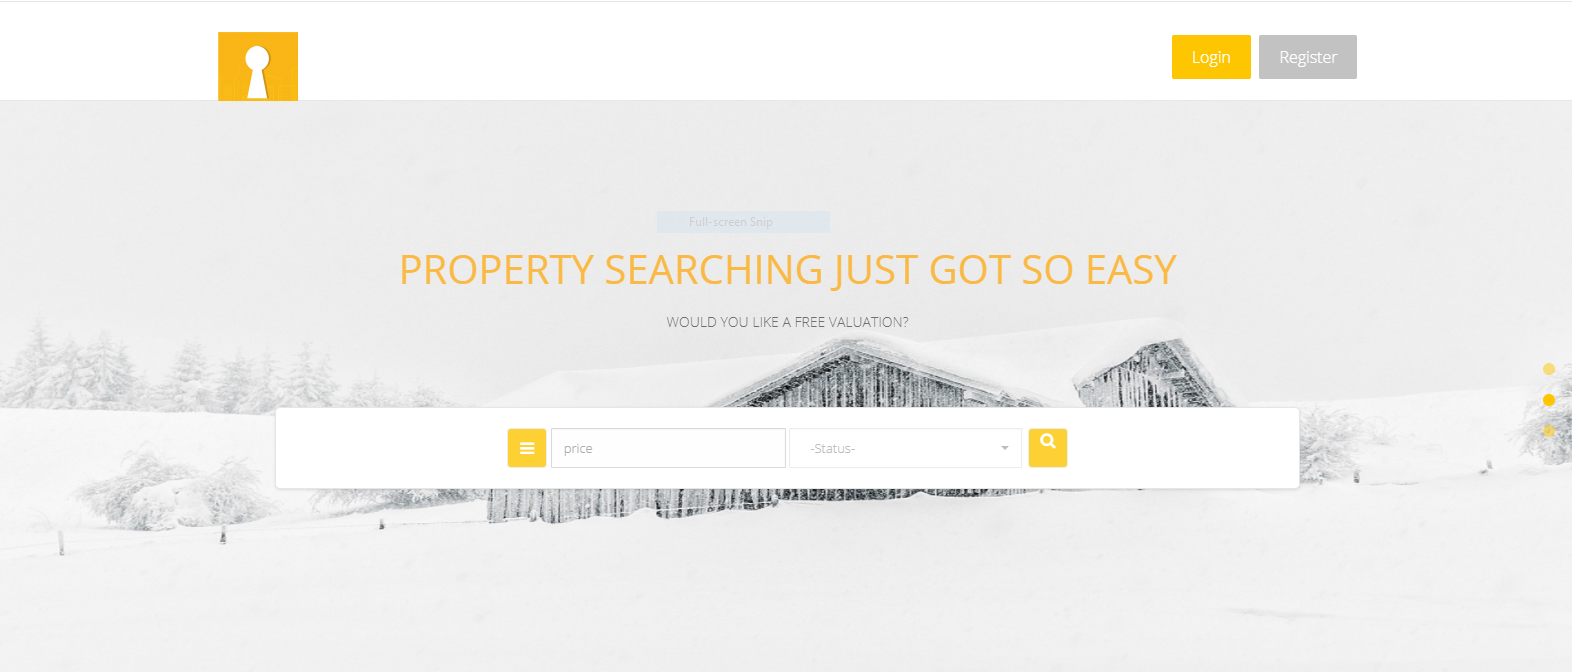 Login
Register
Full-screen Snip
PROPERTY SEARCHING JUST GOT SO EASY
WOULD YOU LIKE A FREE VALUATION?
price
-Status-